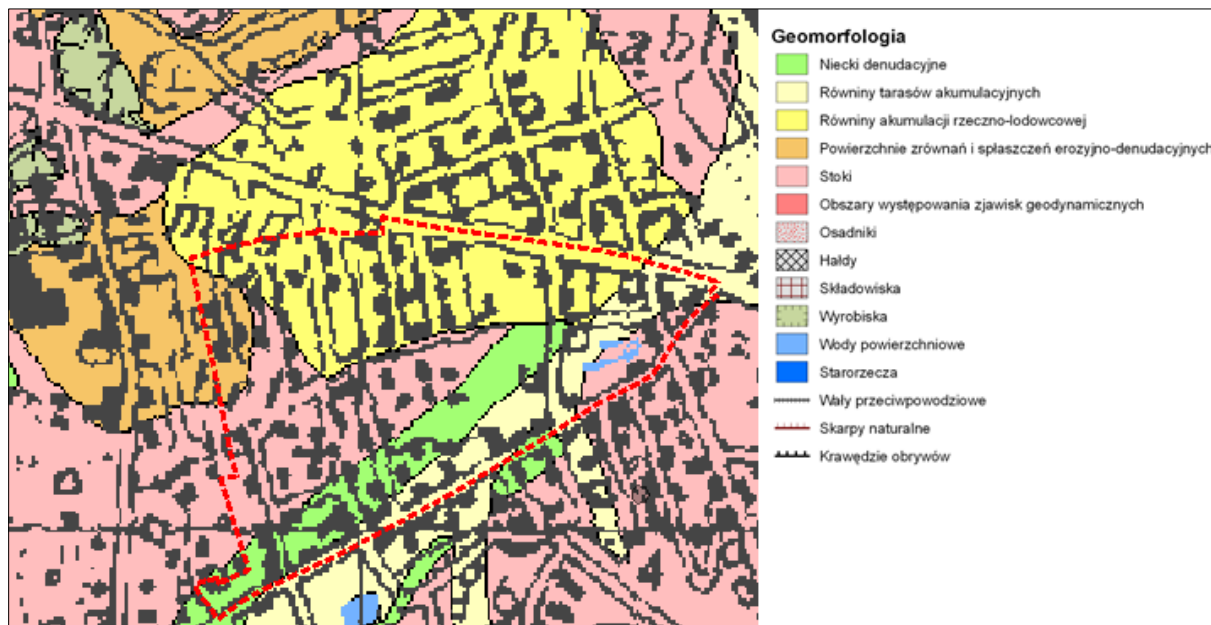 Geomorfologia
Niecki denudacyjne
Równiny tarasów akumulacyjnych
Równiny akumulacji rzeczno-lodowcowej
Powierzchnie zrównań i spłaszczeń erozyjno-denudacyjnych
Stoki
Obszary występowania zjawisk geodynamicznych
Osadniki
Hałdy
Składowiska
Wyrobiska
Wody powierzchniowe
Starorzecza
Wały przeciwpowodziowe
Skarpy naturalne
Krawędzie obrywów